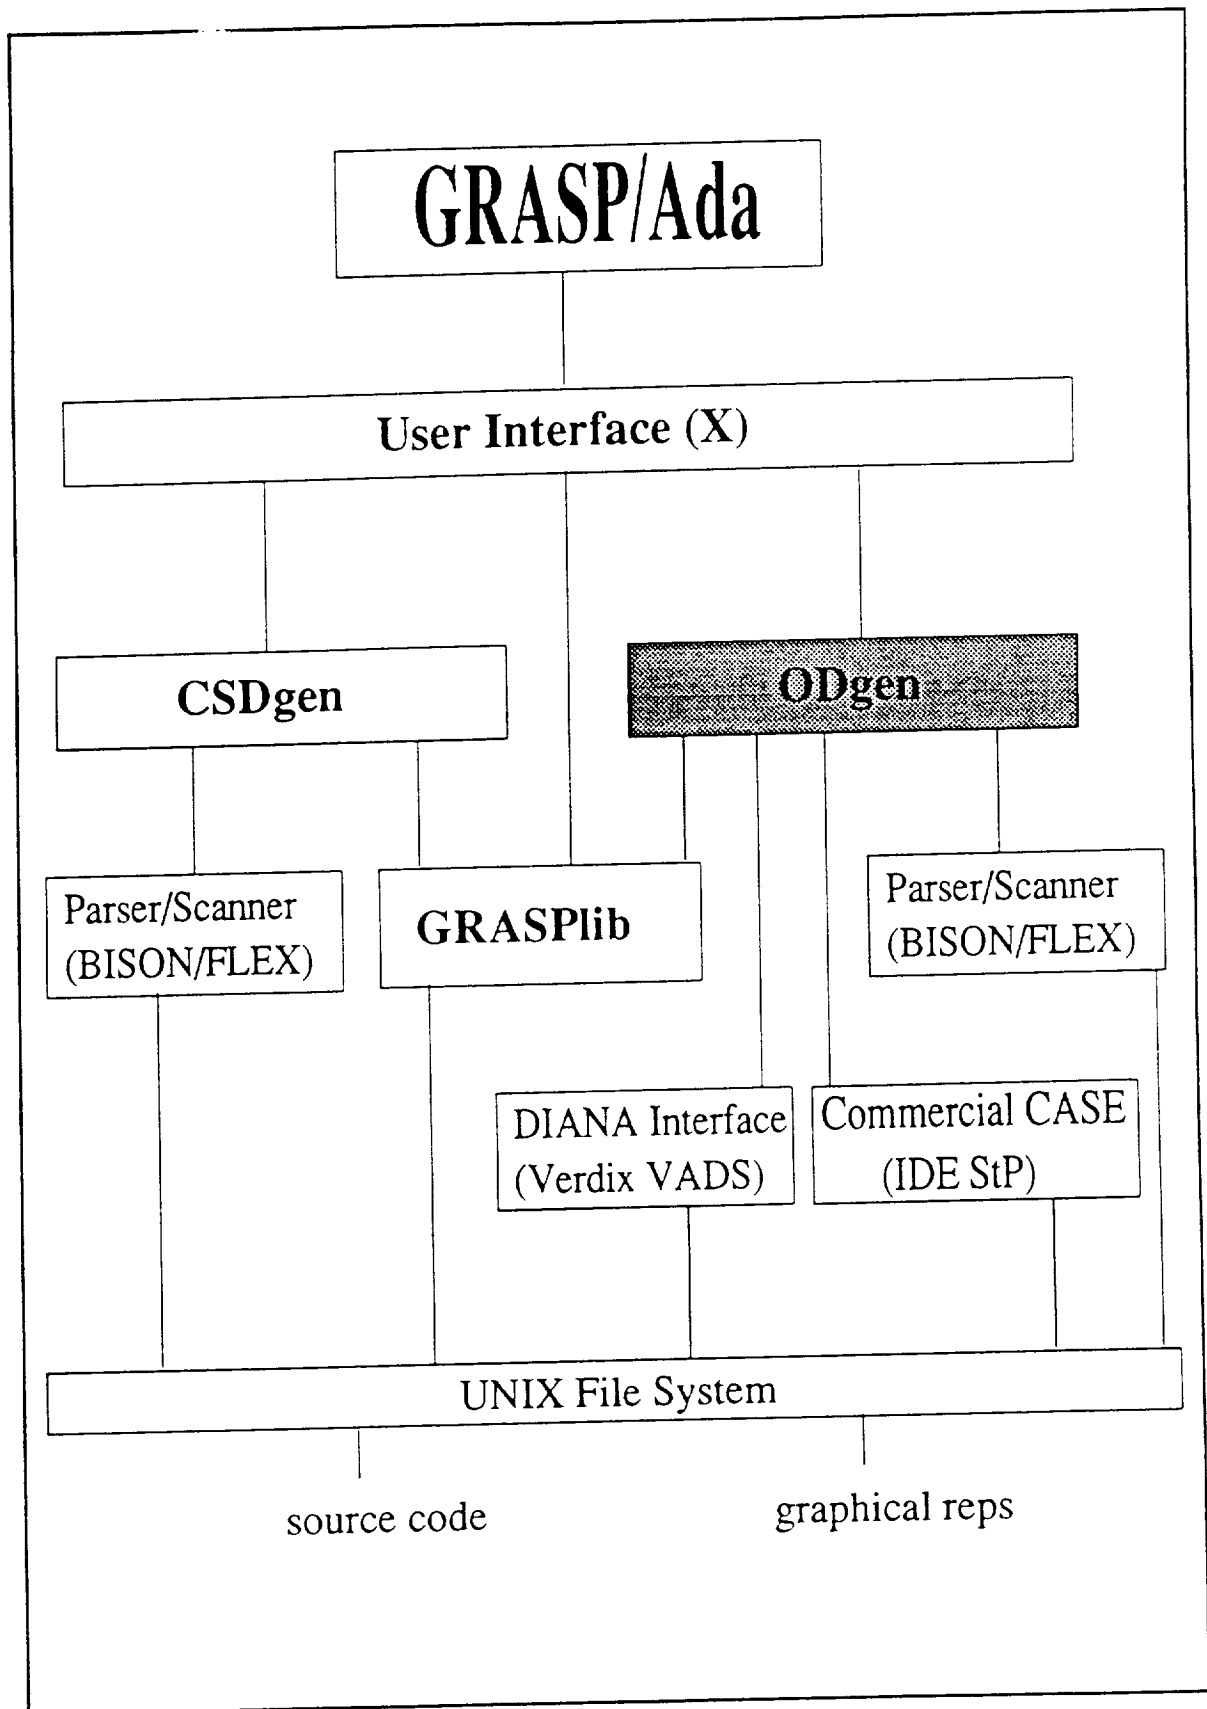 GRASP/Ada
User Interface (X)
CSDgen
ODgen
Parser/Scanner
(BISON/FLEX)
GRASPlib
Parser/Scanner
(BISON/FLEX)
DIANA Interface
(Verdix VADS)
Commercial CASE
(IDE StP)
UNIX File System
source code
graphical reps